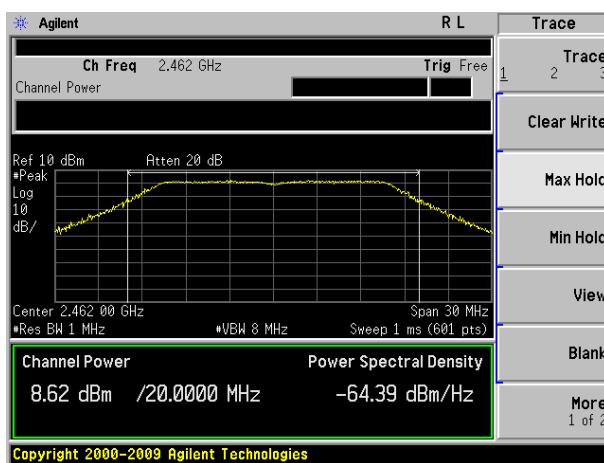 Agilent
R L
Trace
Ch Freq 2.462 GHz
Trig Free
Channel Power
Trace
1 2 3
Clear Write
Max Hold
Min Hold
View
Blank
More
1 of 2
Ref 10 dBm
Atten 20 dB
#Peak
Log
10
dB/
Center 2.462 00 GHz
Span 30 MHz
#Res BW 1 MHz
#VBW 8 MHz
Sweep 1 ms (601 pts)
Channel Power
Power Spectral Density
8.62 dBm /20.0000 MHz
-64.39 dBm/Hz
Copyright 2000-2009 Agilent Technologies